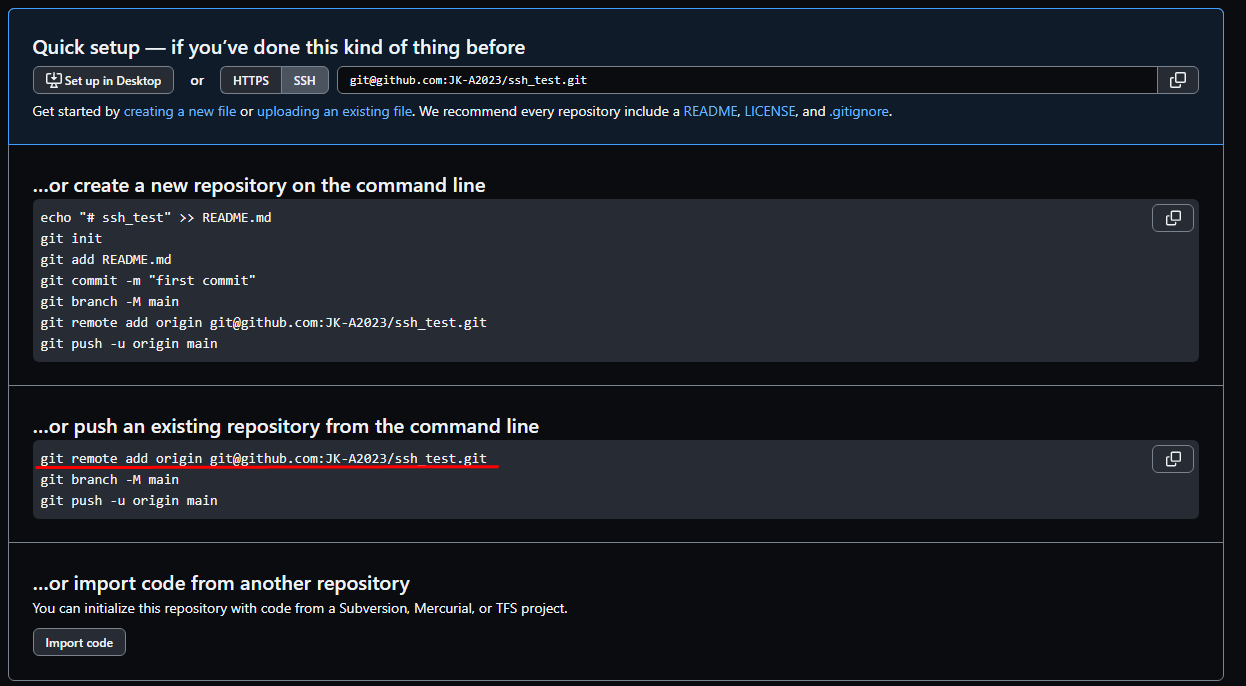 Quick setup — if you’ve done this kind of thing before
Set up in Desktop or HTTPS SSH git@github.com:JK-A2023/ssh_test.git
Get started by creating a new file or uploading an existing file. We recommend every repository include a README, LICENSE, and .gitignore.
…or create a new repository on the command line
echo "# ssh_test" >> README.md
git init
git add README.md
git commit -m "first commit"
git branch -M main
git remote add origin git@github.com:JK-A2023/ssh_test.git
git push -u origin main
…or push an existing repository from the command line
git remote add origin git@github.com:JK-A2023/ssh_test.git
git branch -M main
git push -u origin main
…or import code from another repository
You can initialize this repository with code from a Subversion, Mercurial, or TFS project.
Import code